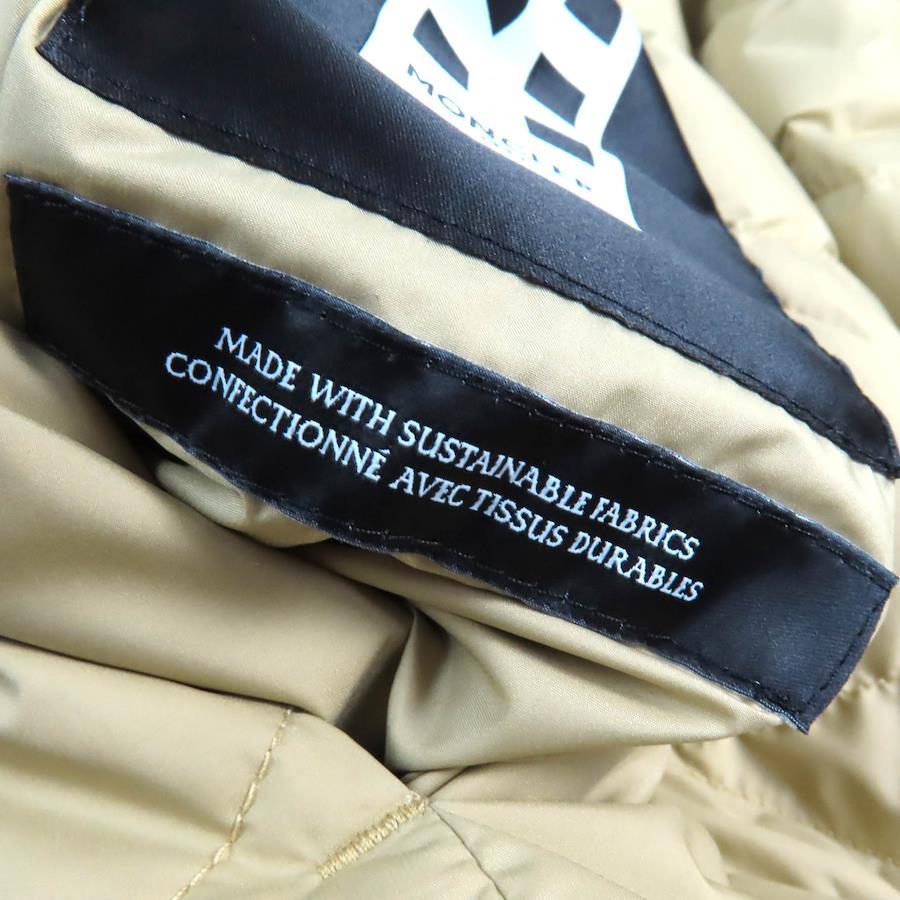 MONCLER
MADE WITH SUSTAINABLE FABRICS
CONFECTIONNÉ AVEC TISSUS DURABLES